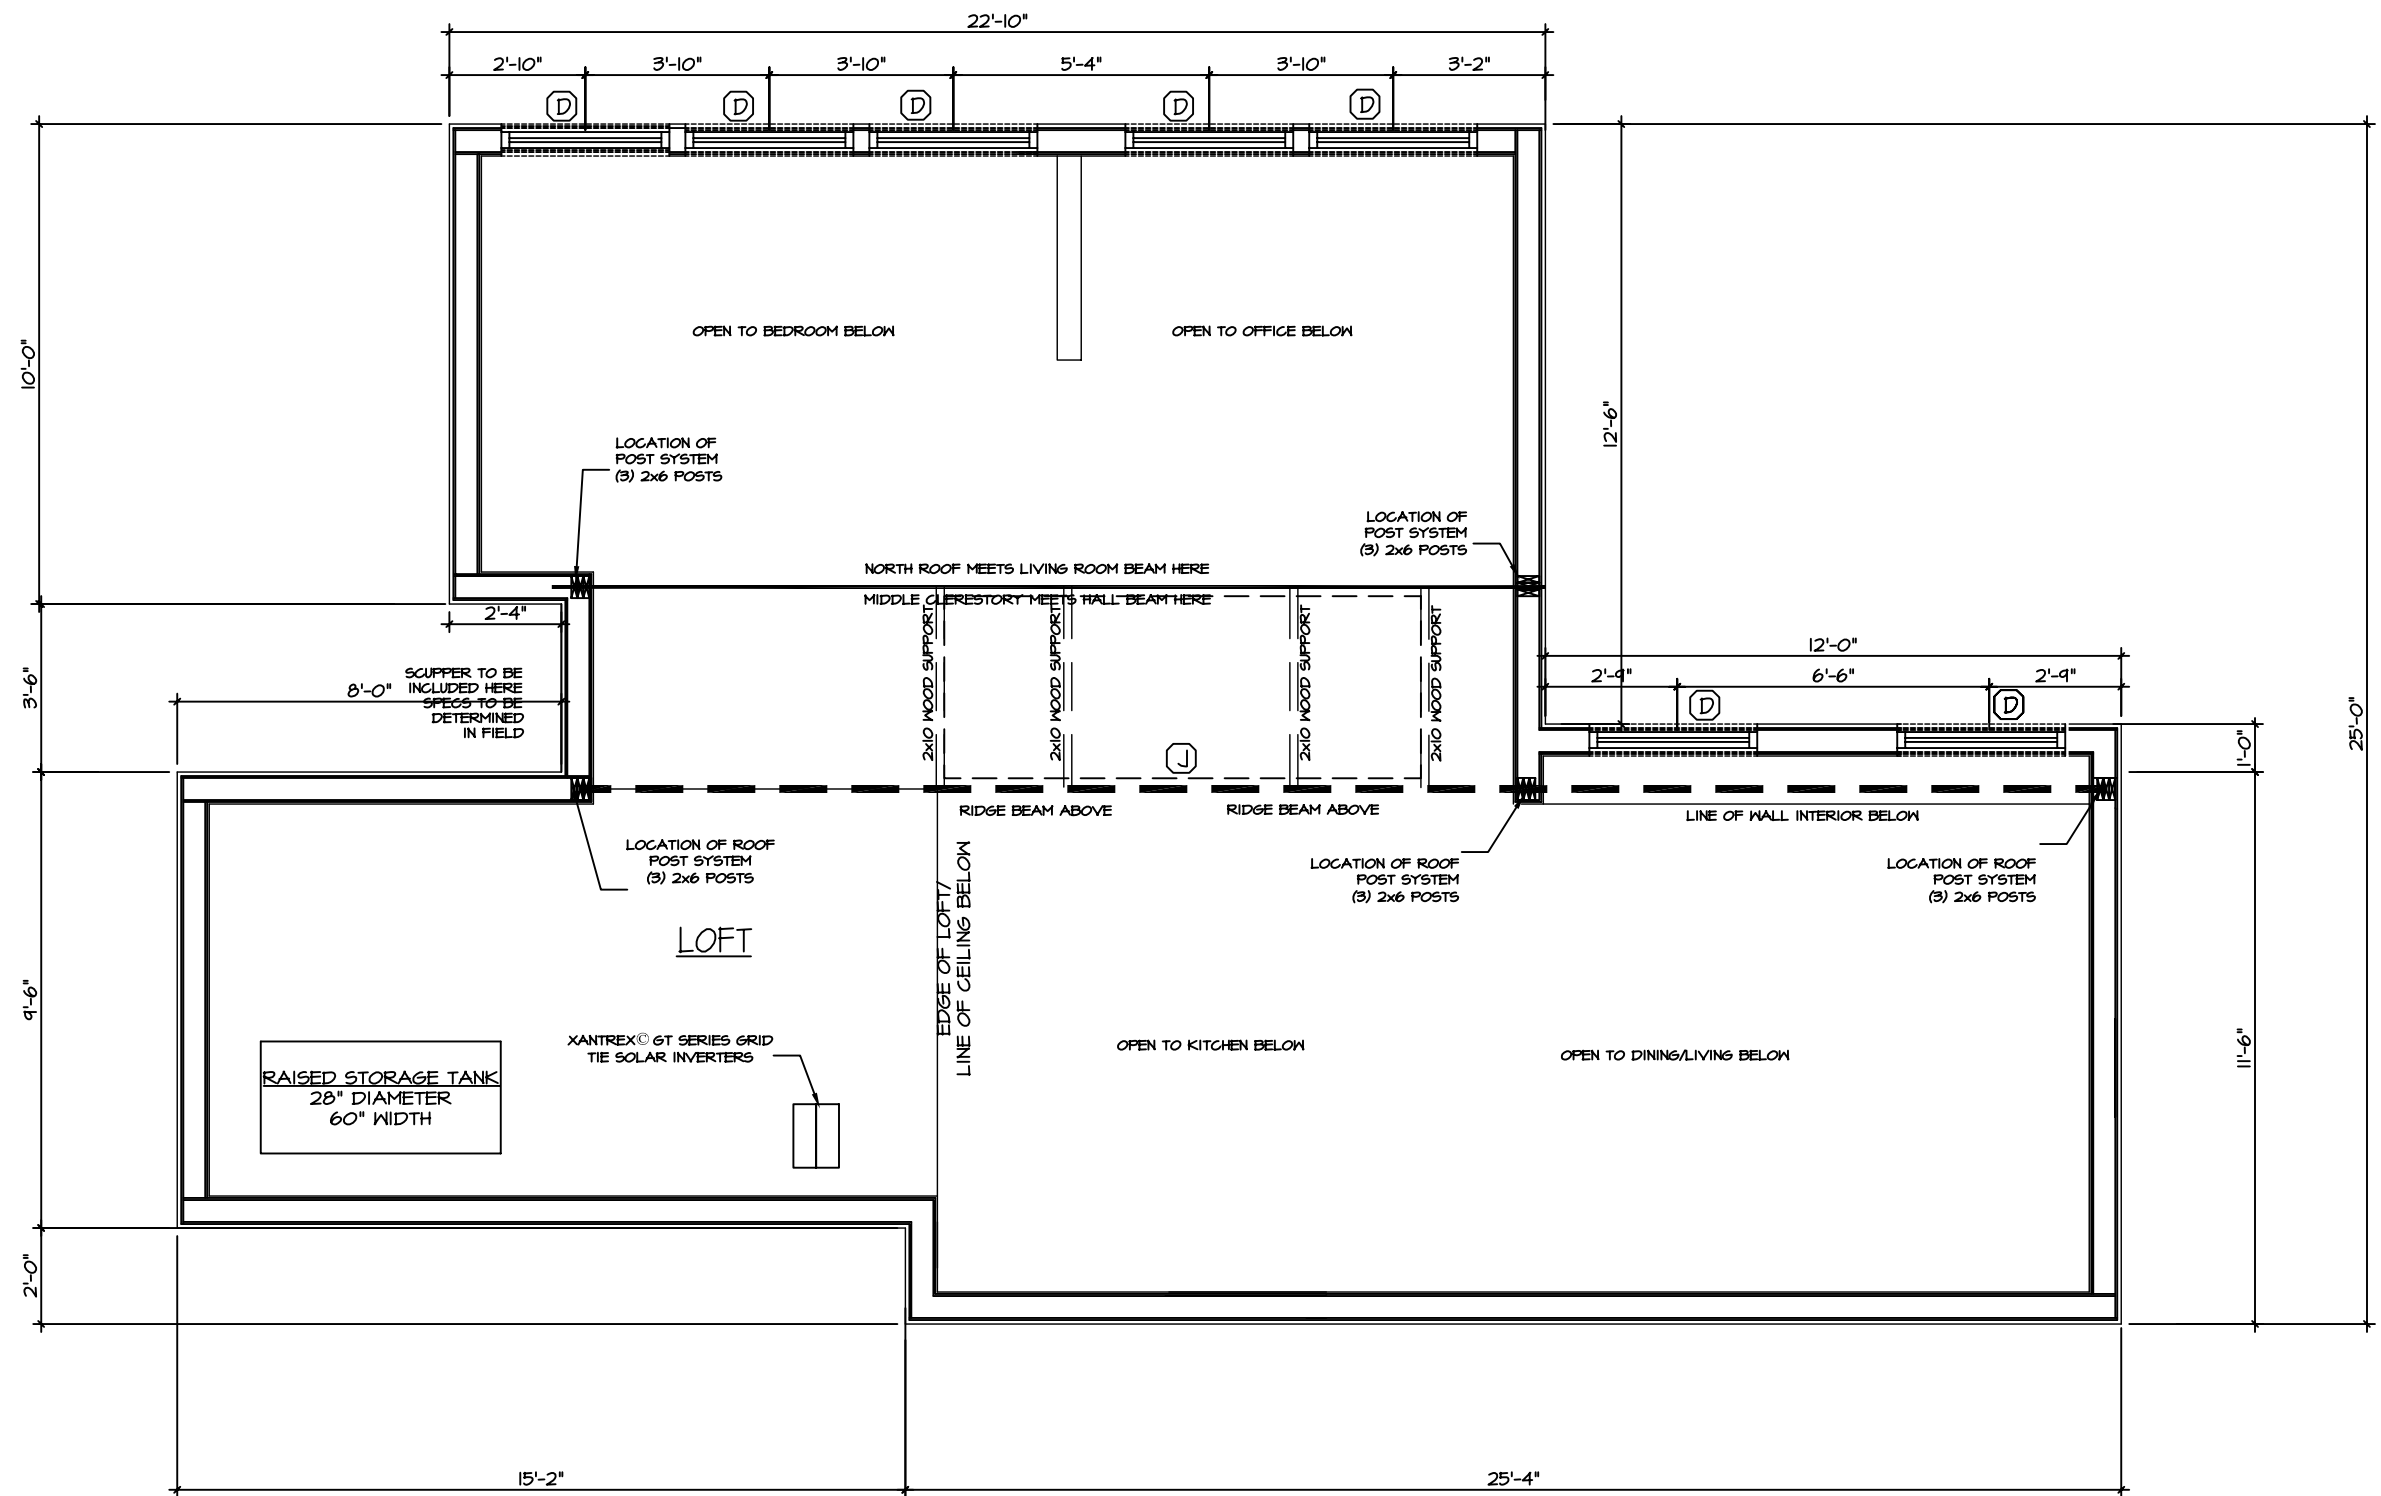 22'-10"
2'-10"
3'-10"
3'-10"
5'-4"
3'-10"
3'-2"
D
D
D
D
D
10'-0"
12'-6"
OPEN TO BEDROOM BELOW
OPEN TO OFFICE BELOW
LOCATION OF
POST SYSTEM
(3) 2x6 POSTS
LOCATION OF
POST SYSTEM
(3) 2x6 POSTS
NORTH ROOF MEETS LIVING ROOM BEAM HERE
MIDDLE CLERESTORY MEETS HALL BEAM HERE
2'-4"
3'-6"
8'-0"
SCUPPER TO BE
INCLUDED HERE
SPECS TO BE
DETERMINED
IN FIELD
2x10 WOOD SUPPORT
2x10 WOOD SUPPORT
2x10 WOOD SUPPORT
2x10 WOOD SUPPORT
J
12'-0"
2'-9"
6'-6"
2'-9"
D
D
1'-0"
25'-0"
RIDGE BEAM ABOVE
RIDGE BEAM ABOVE
LINE OF WALL INTERIOR BELOW
LOCATION OF ROOF
POST SYSTEM
(3) 2x6 POSTS
LOCATION OF ROOF
POST SYSTEM
(3) 2x6 POSTS
LOCATION OF ROOF
POST SYSTEM
(3) 2x6 POSTS
LOFT
EDGE OF LOFT/
LINE OF CEILING BELOW
9'-6"
11'-6"
XANTREX© GT SERIES GRID
TIE SOLAR INVERTERS
OPEN TO KITCHEN BELOW
OPEN TO DINING/LIVING BELOW
RAISED STORAGE TANK
28" DIAMETER
60" WIDTH
2'-0"
15'-2"
25'-4"